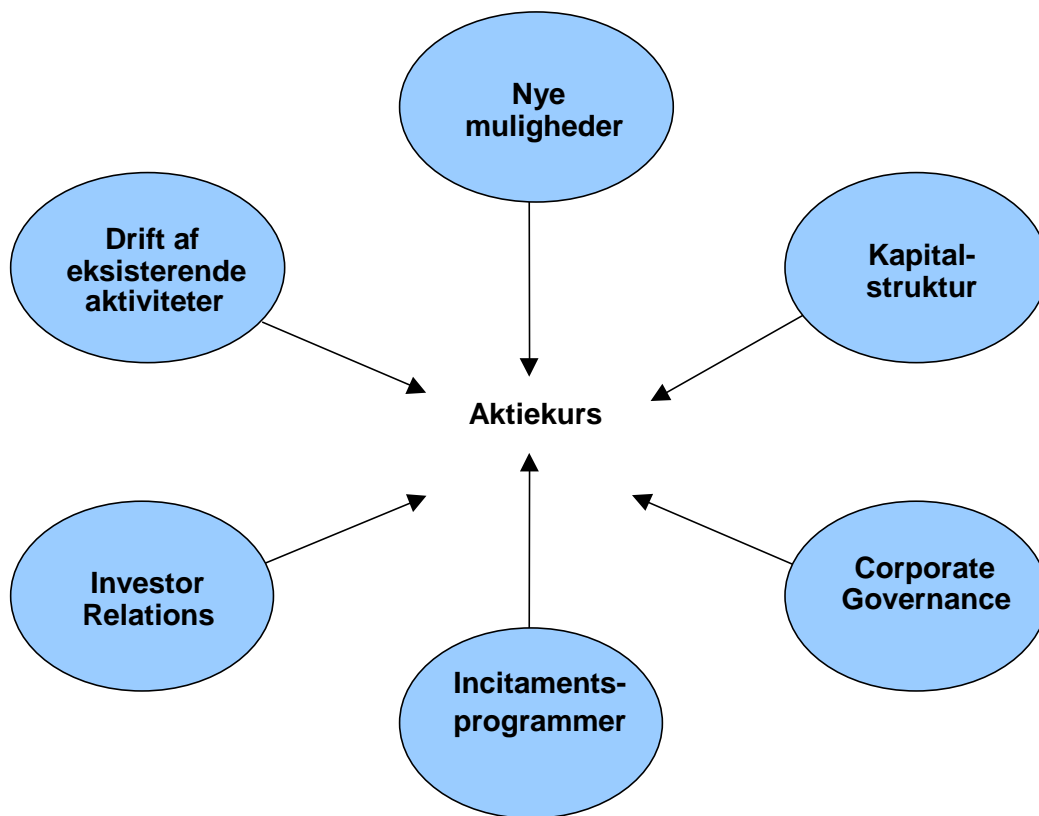 Nye
muligheder
Drift af
eksisterende
aktiviteter
Kapital-
struktur
Aktiekurs
Investor
Relations
Corporate
Governance
Incitaments-
programmer